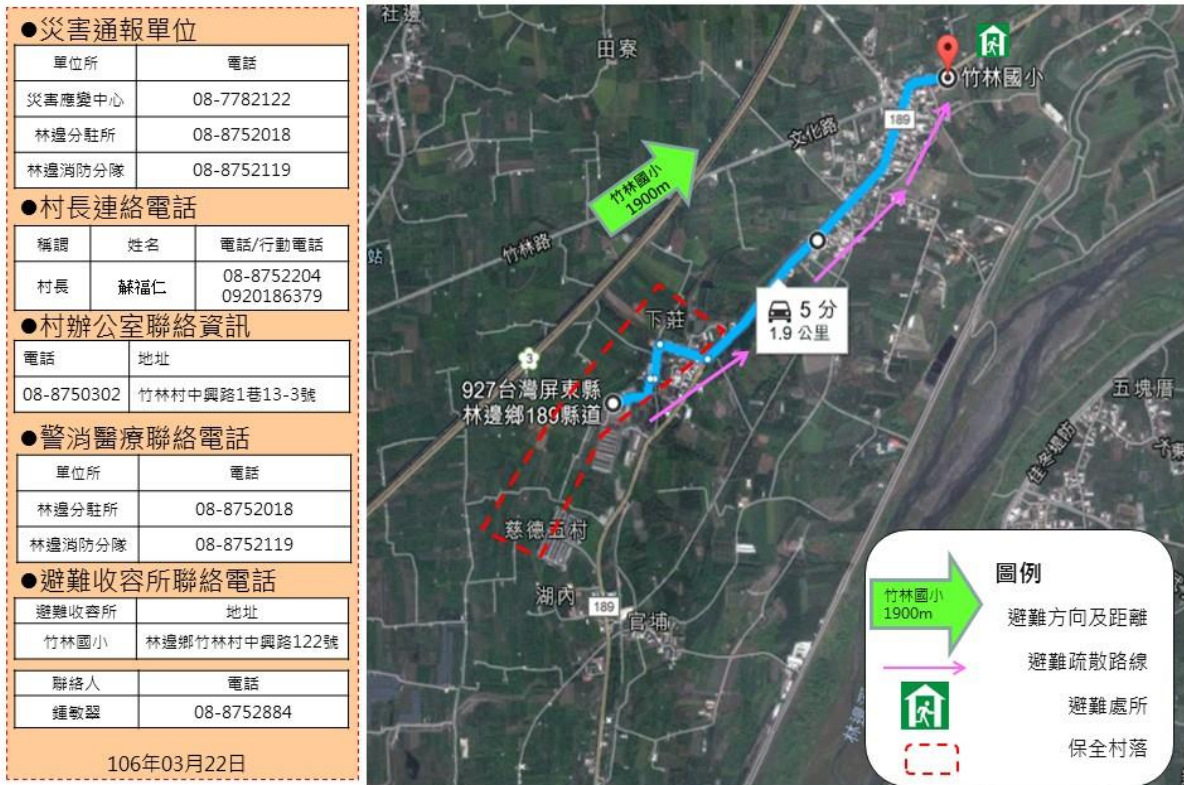 ●災害通報單位
單位所 電話
災害應變中心 08-7782122
林邊分駐所 08-8752018
林邊消防分隊 08-8752119
●村長連絡電話
稱謂 姓名 電話/行動電話
村長 蘇福仁 08-8752204
0920186379
●村辦公室聯絡資訊
電話 地址
08-8750302 竹林村中興路1巷13-3號
●警消醫療聯絡電話
單位所 電話
林邊分駐所 08-8752018
林邊消防分隊 08-8752119
●避難收容所聯絡電話
避難收容所 地址
竹林國小 林邊鄉竹林村中興路122號
聯絡人 電話
鍾敏翠 08-8752884
106年03月22日
社邊
田寮
竹林國小
189
文化路
竹林國小
1900m
竹林路
站
下莊
5 分
1.9 公里
3
927台灣屏東縣
林邊鄉189縣道
五塊厝
佳冬堤防
慈德五村
湖內
189
官埔
林邊
圖例
竹林國小
1900m
避難方向及距離
避難疏散路線
避難處所
保全村落